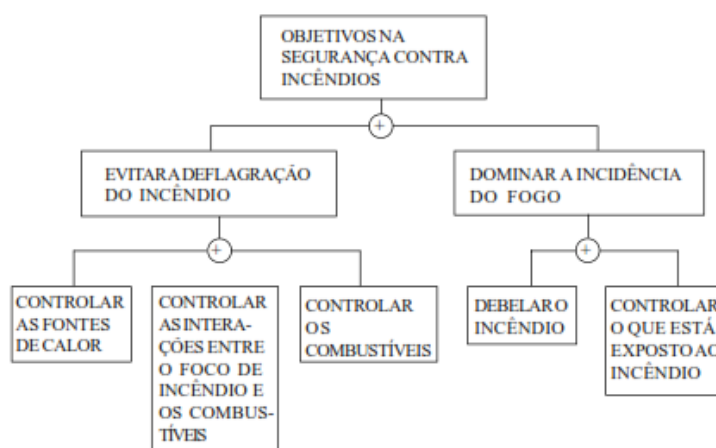 OBJETIVOS NA
SEGURANÇA CONTRA
INCÊNDIOS
+
EVITAR A DEFLAGRAÇÃO
DO INCÊNDIO
DOMINAR A INCIDÊNCIA
DO FOGO
+
+
CONTROLAR
AS FONTES
DE CALOR
CONTROLAR
AS INTERA-
ÇÕES ENTRE
O FOCO DE
INCÊNDIO E
OS COMBUS-
TÍVEIS
CONTROLAR
OS
COMBUSTÍVEIS
DEBELAR O
INCÊNDIO
CONTROLAR
O QUE ESTÁ
EXPOSTO AO
INCÊNDIO